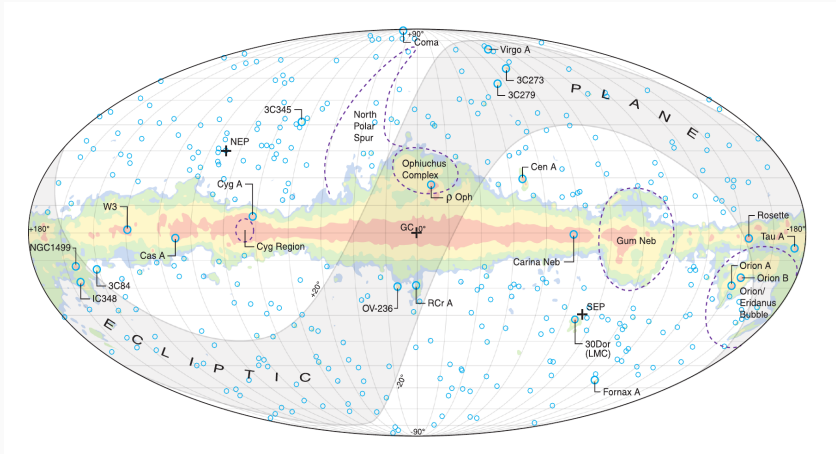 +90°
Coma
Virgo A
3C273
3C279
P L A N E
3C345
North
Polar
Spur
NEP
Ophiuchus
Complex
Cen A
Cyg A
ρ Oph
W3
+180°
GC
+0°
Rosette
-180°
Tau A
NGC1499
Cas A
Cyg Region
Carina Neb
Gum Neb
Orion A
Orion B
3C84
IC348
Orion/
Eridanus
Bubble
+20°
OV-236
RCr A
SEP
30Dor
(LMC)
E C L I P T I C
-20°
Fornax A
-90°